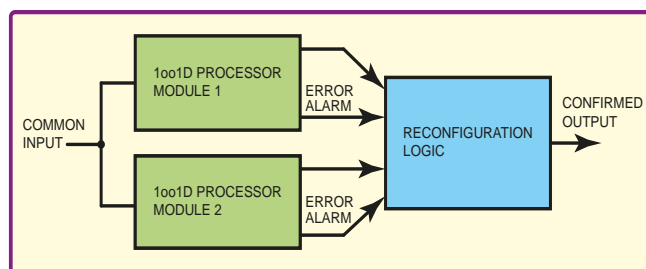 1oo1D PROCESSOR
MODULE 1
ERROR
ALARM
COMMON
INPUT
RECONFIGURATION
LOGIC
CONFIRMED
OUTPUT
1oo1D PROCESSOR
MODULE 2
ERROR
ALARM